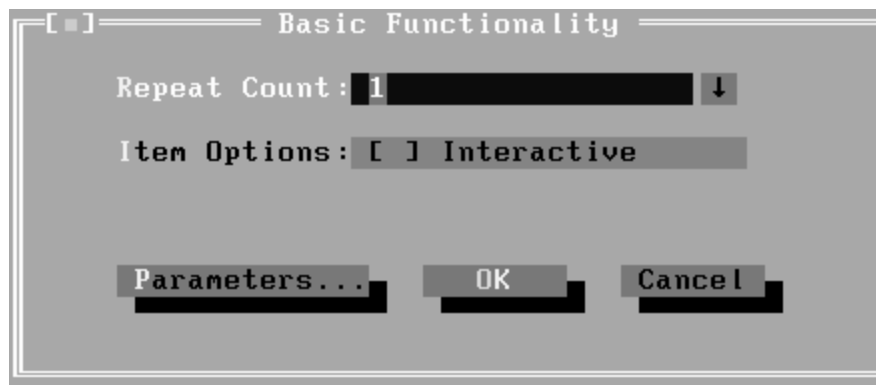 [■] Basic Functionality
Repeat Count: 1 ↓
Item Options: [ ] Interactive
Parameters... OK Cancel